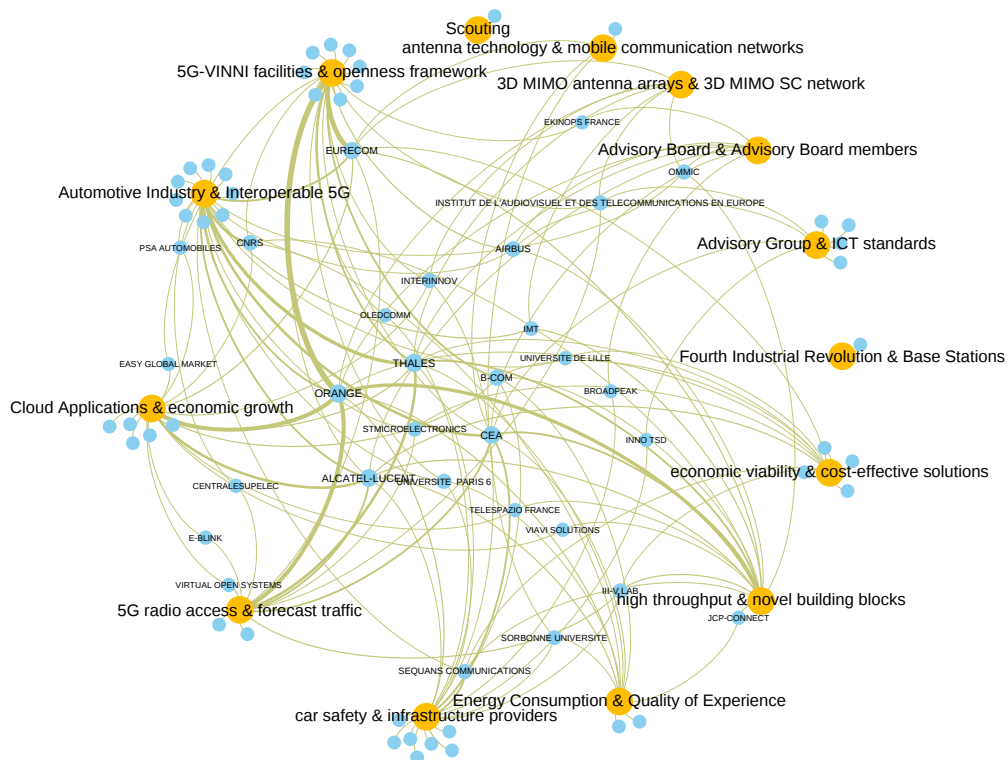 Scouting
antenna technology & mobile communication networks
5G-VINNI facilities & openness framework
3D MIMO antenna arrays & 3D MIMO SC network
EKINOPS FRANCE
EURECOM
Advisory Board & Advisory Board members
OMMIC
Automotive Industry & Interoperable 5G
INSTITUT DE L'AUDIOVISUEL ET DES TELECOMMUNICATIONS EN EUROPE
PSA AUTOMOBILES
CNRS
AIRBUS
Advisory Group & ICT standards
INTERINNOV
OLEDCOMM
IMT
EASY GLOBAL MARKET
THALES
UNIVERSITE DE LILLE
Fourth Industrial Revolution & Base Stations
B-COM
ORANGE
BROADPEAK
Cloud Applications & economic growth
STMICROELECTRONICS
CEA
INNO TSD
economic viability & cost-effective solutions
CENTRALESUPELEC
ALCATEL-LUCENT
UNIVERSITE PARIS 6
TELESPAZIO FRANCE
VIAVI SOLUTIONS
E-BLINK
VIRTUAL OPEN SYSTEMS
III-V LAB
high throughput & novel building blocks
5G radio access & forecast traffic
JCP-CONNECT
SORBONNE UNIVERSITE
SEQUANS COMMUNICATIONS
Energy Consumption & Quality of Experience
car safety & infrastructure providers